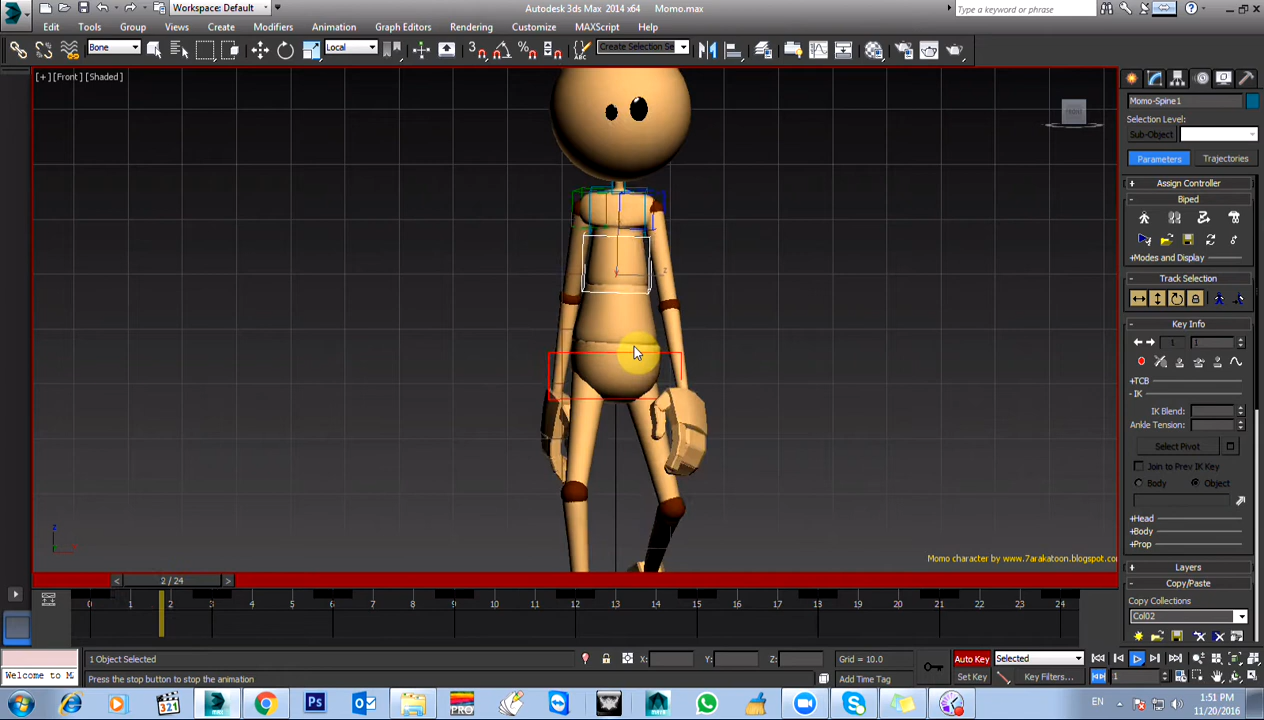 Workspace: Default
Autodesk 3ds Max 2014 x64
Momo.max
Type a keyword or phrase
Edit
Tools
Group
Views
Create
Modifiers
Animation
Graph Editors
Rendering
Customize
MAXScript
Help
Bone
Local
Create Selection Se
[+] [Front] [Shaded]
Momo-Spine1
Selection Level:
Sub-Object
Parameters
Trajectories
Assign Controller
Biped
+Modes and Display
Track Selection
Key Info
1
1
+TCB
- IK
IK Blend:
Ankle Tension:
Select Pivot
Join to Prev IK Key
Body
Object
+Head
+Body
+Prop
Momo character by www.7arakatoon.blogspot.co
Layers
Copy/Paste
Copy Collections
Col02
< 2 / 24 >
0 1 2 3 4 5 6 7 8 9 10 11 12 13 14 15 16 17 18 19 20 21 22 23 24
1 Object Selected
X:
Y:
Z:
Grid = 10.0
Auto Key
Selected
Welcome to M
Press the stop button to stop the animation
Add Time Tag
Set Key
Key Filters...
1
EN
1:51 PM
11/20/2016